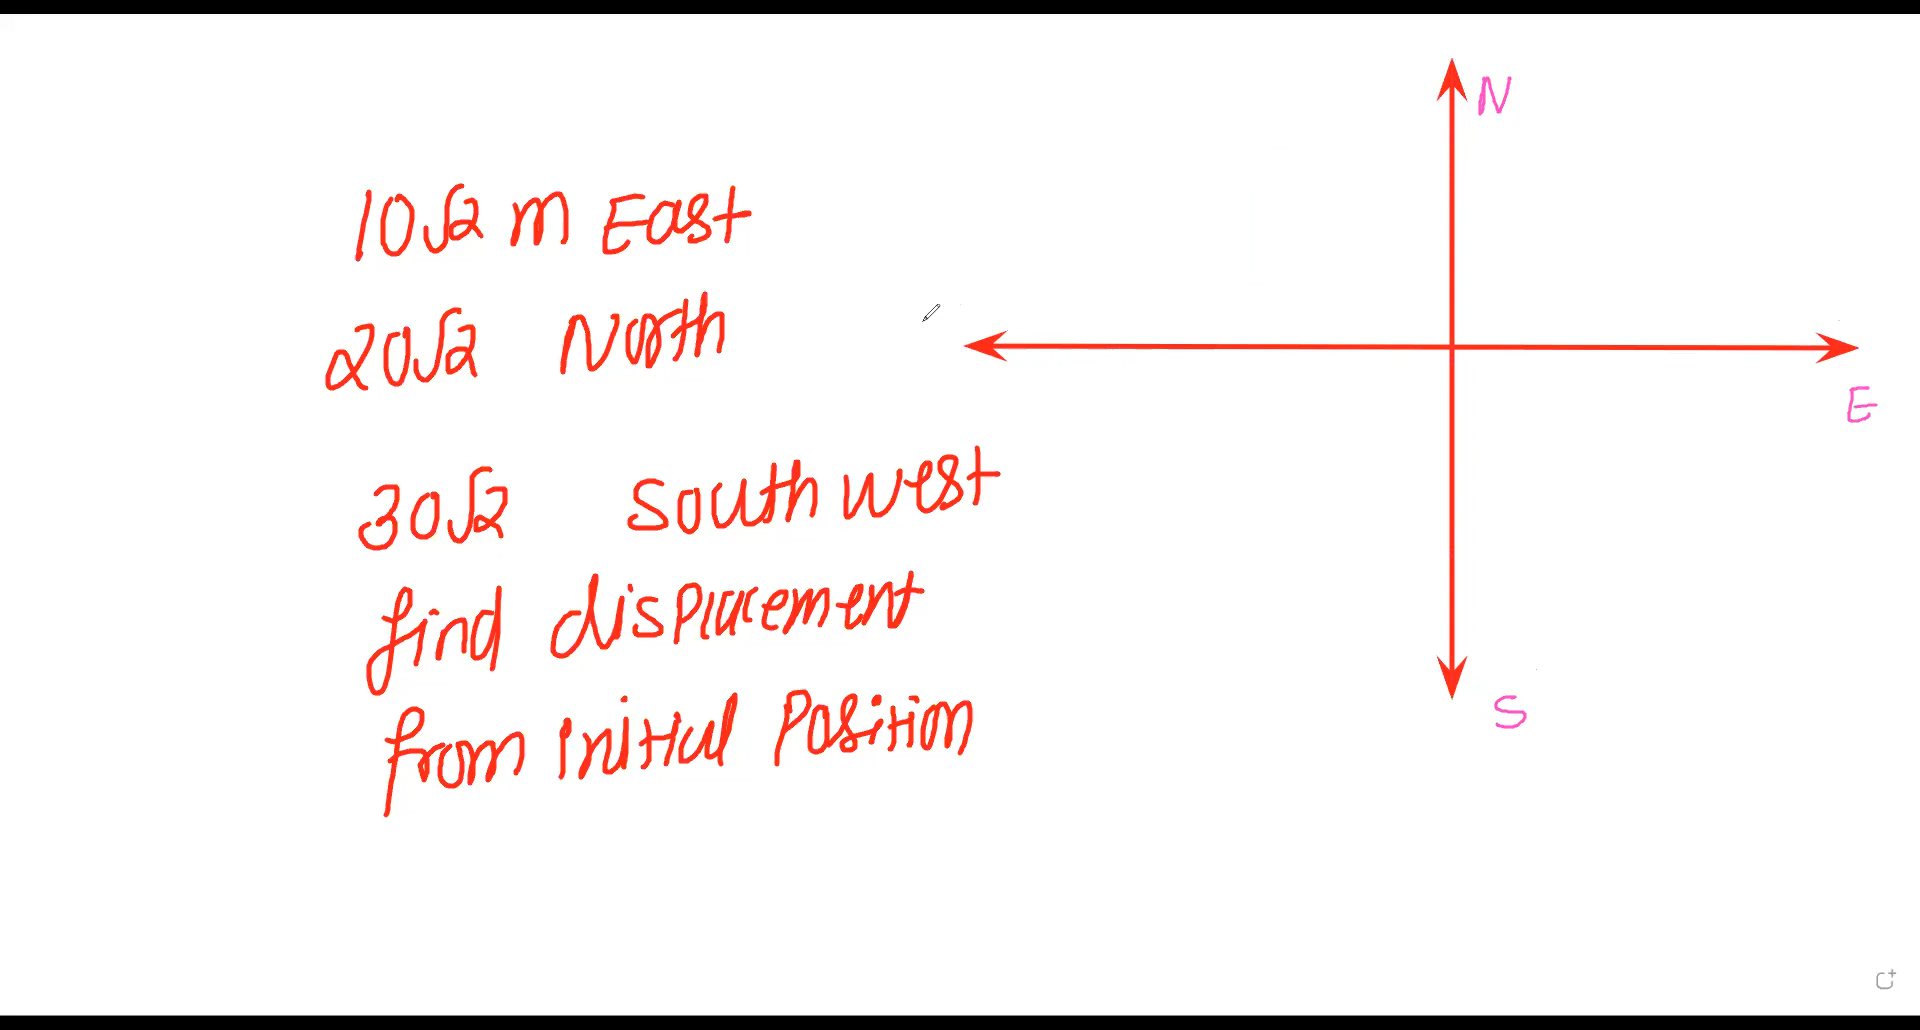 10√2 m East
20√2 North
30√2 South west
find displacement
from initial Position
N
E
S